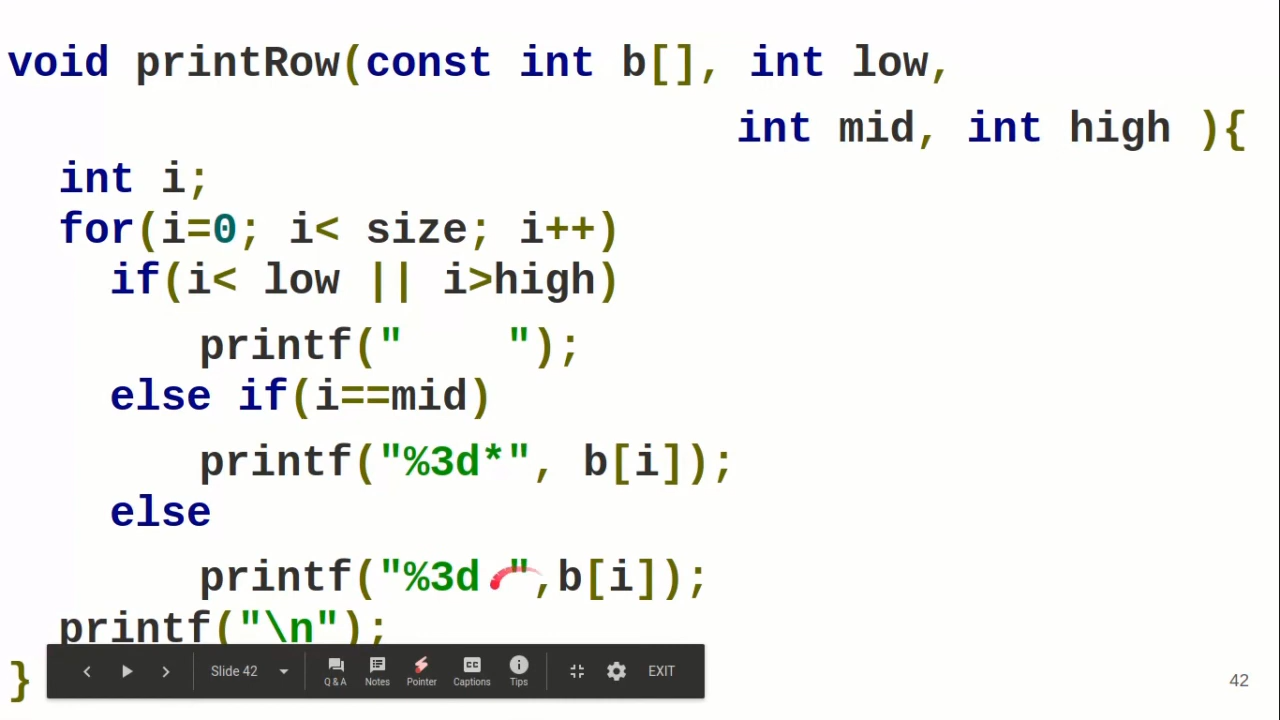 void printRow(const int b[], int low,
int mid, int high ){
int i;
for(i=0; i< size; i++)
if(i< low || i>high)
printf("    ");
else if(i==mid)
printf("%3d*", b[i]);
else
printf("%3d ",b[i]);
printf("\n");
}
Slide 42
Q & A
Notes
Pointer
Captions
Tips
EXIT
42